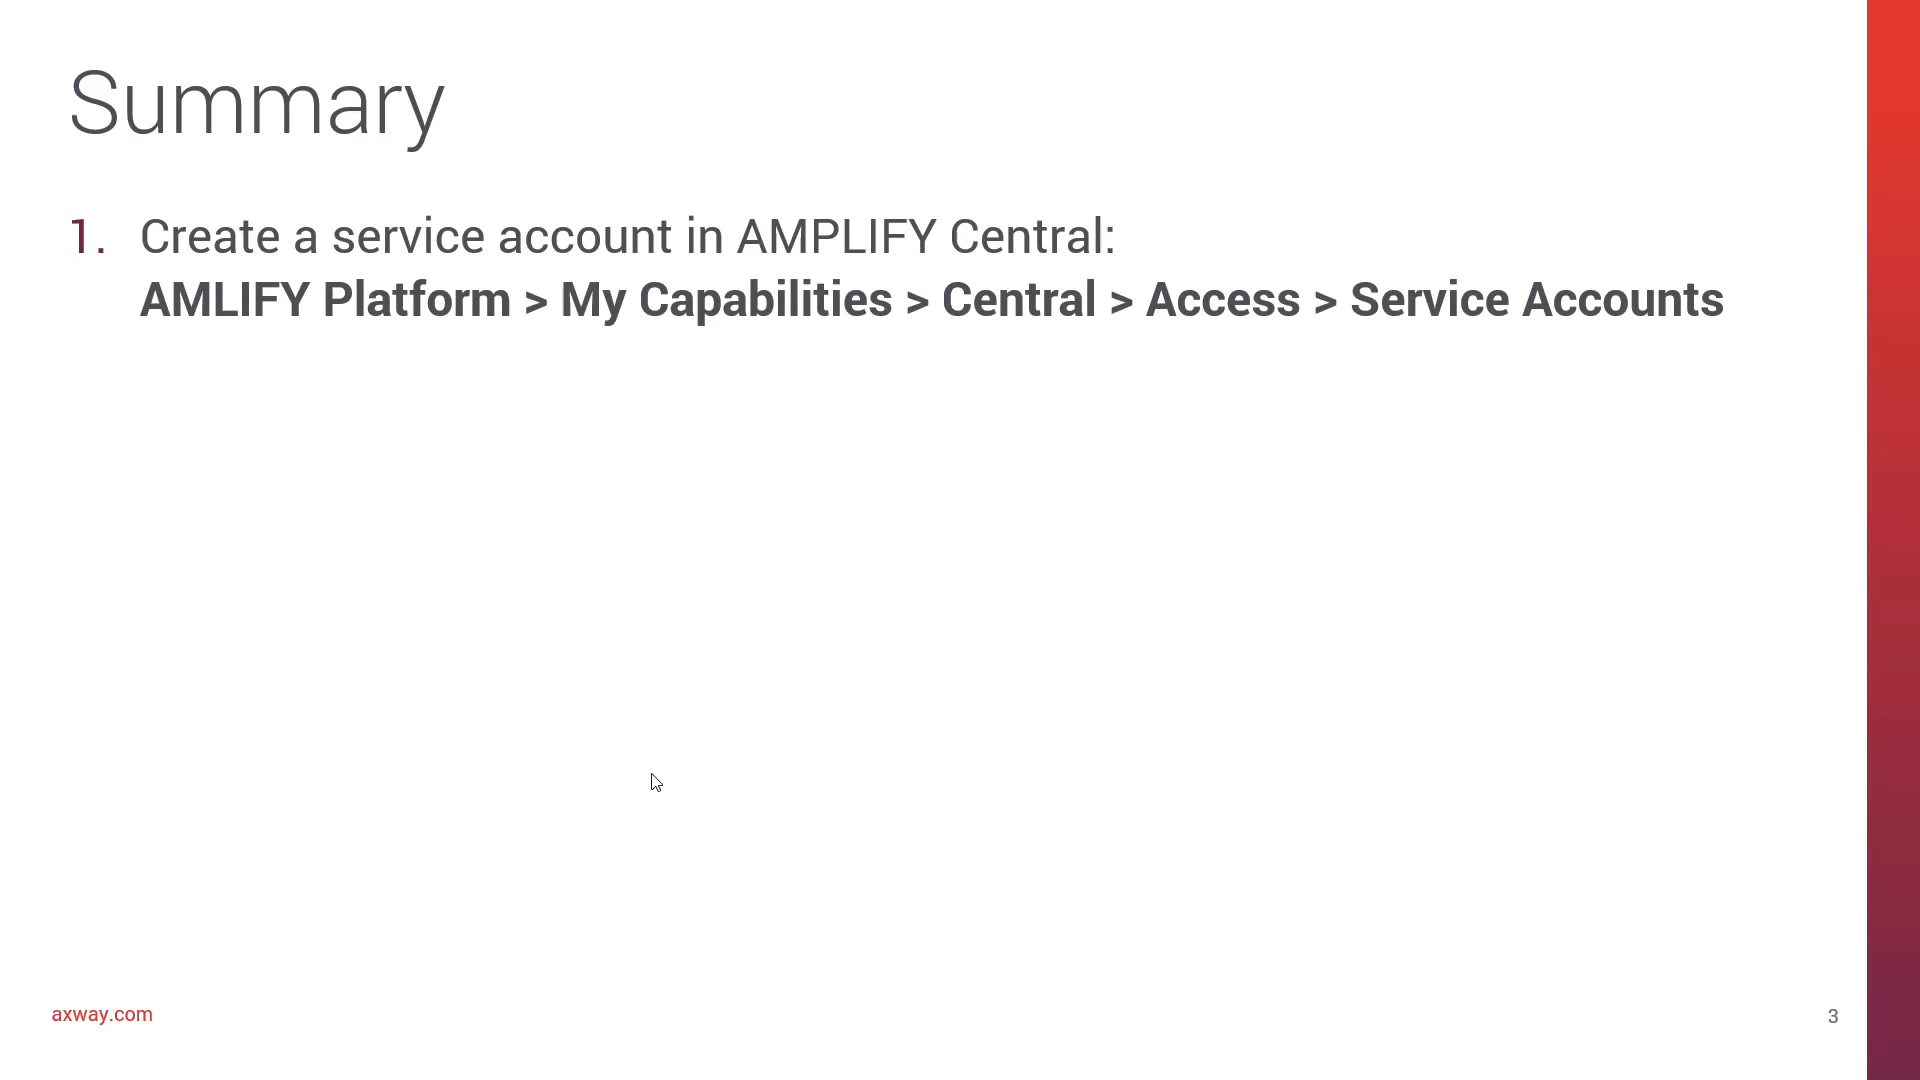 Summary
1. Create a service account in AMPLIFY Central:
AMLIFY Platform > My Capabilities > Central > Access > Service Accounts
axway.com
3